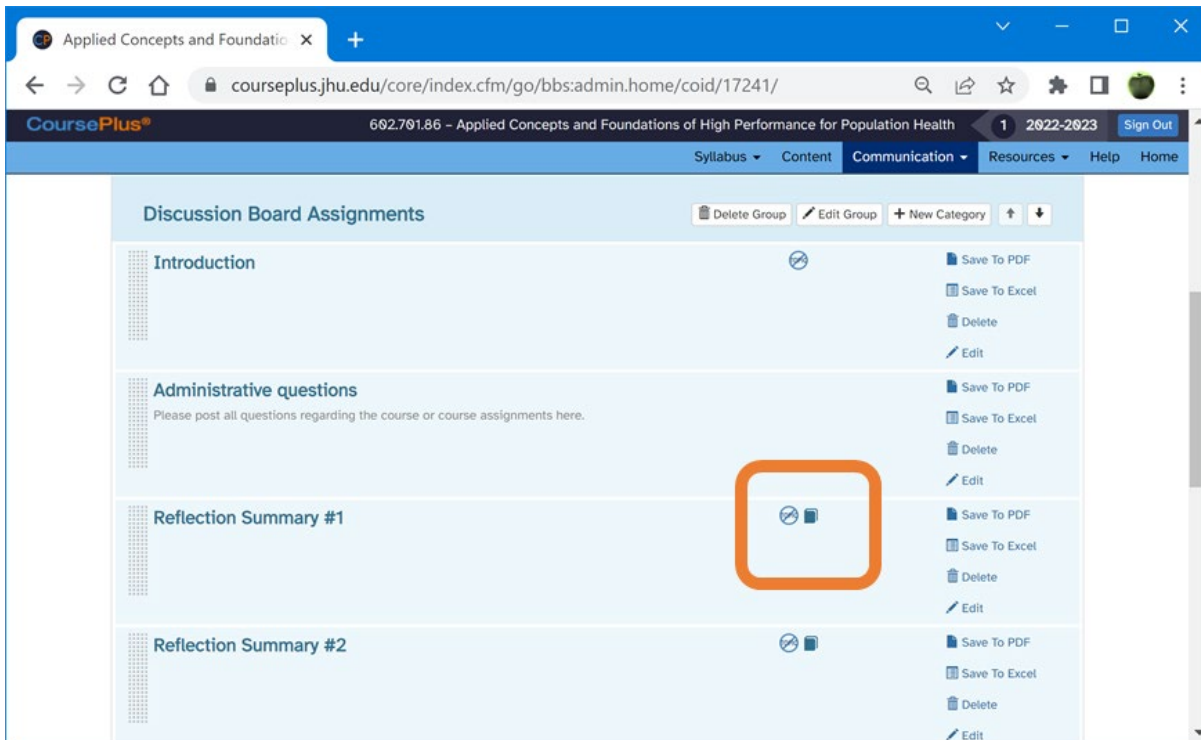 CP Applied Concepts and Foundatio
courseplus.jhu.edu/core/index.cfm/go/bbs:admin.home/coid/17241/
CoursePlus® 602.701.86 – Applied Concepts and Foundations of High Performance for Population Health 1 2022-2023 Sign Out
Syllabus Content Communication Resources Help Home
Discussion Board Assignments Delete Group Edit Group New Category
Introduction Save To PDF
Save To Excel
Delete
Edit
Administrative questions Save To PDF
Please post all questions regarding the course or course assignments here. Save To Excel
Delete
Edit
Reflection Summary #1 Save To PDF
Save To Excel
Delete
Edit
Reflection Summary #2 Save To PDF
Save To Excel
Delete
Edit